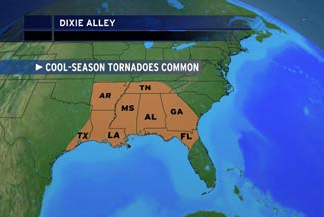 DIXIE ALLEY
COOL-SEASON TORNADOES COMMON
TN
AR
MS
AL
GA
TX
LA
FL